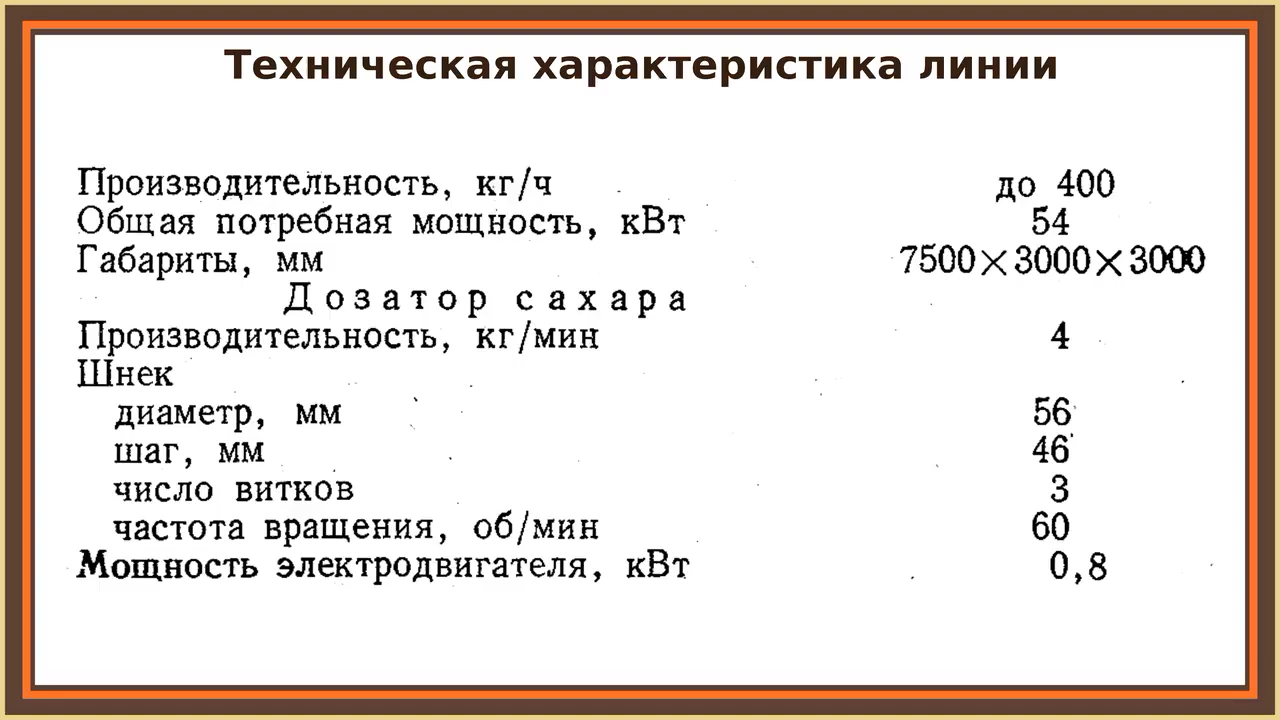 Техническая характеристика линии
Производительность, кг/ч до 400
Общая потребная мощность, кВт 54
Габариты, мм 7500×3000×3000
Дозатор сахара
Производительность, кг/мин 4
Шнек
диаметр, мм 56
шаг, мм 46
число витков 3
частота вращения, об/мин 60
Мощность электродвигателя, кВт 0,8